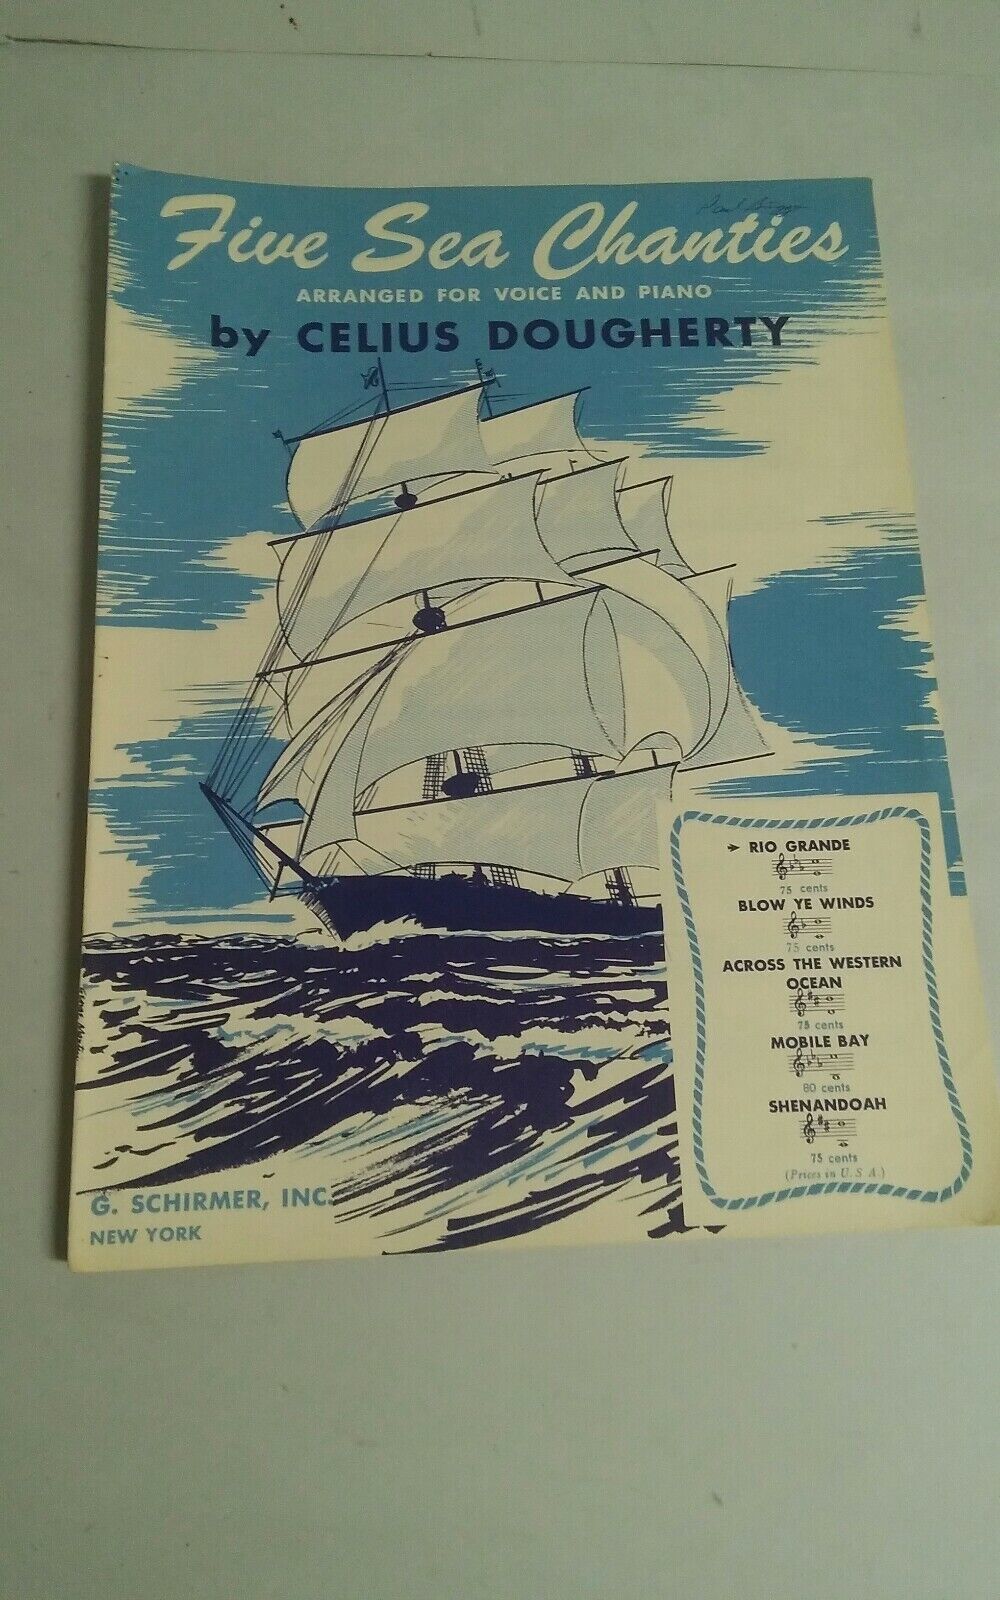 Five Sea Chanties
ARRANGED FOR VOICE AND PIANO
by CELIUS DOUGHERTY
RIO GRANDE
75 cents
BLOW YE WINDS
75 cents
ACROSS THE WESTERN
OCEAN
75 cents
MOBILE BAY
80 cents
SHENANDOAH
75 cents
(Prices in U. S. A.)
G. SCHIRMER, INC.
NEW YORK